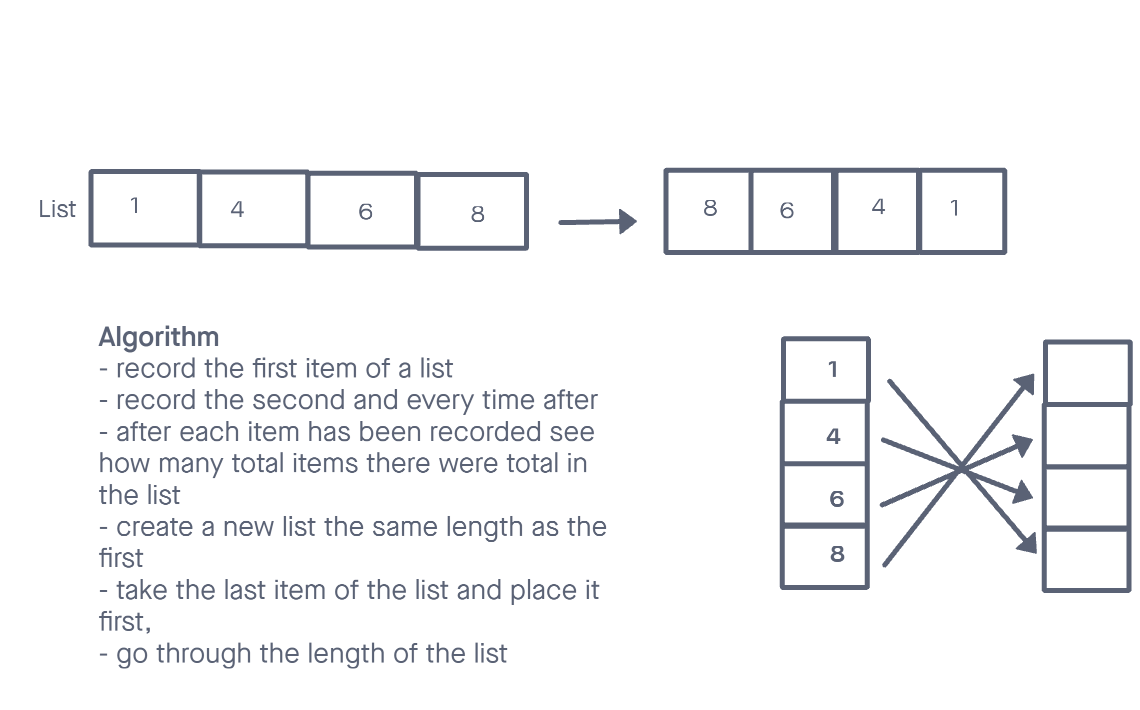 List 1 4 6 8 8 6 4 1
Algorithm
- record the first item of a list
- record the second and every time after
- after each item has been recorded see
how many total items there were total in
the list
- create a new list the same length as the
first
- take the last item of the list and place it
first,
- go through the length of the list
1
4
6
8